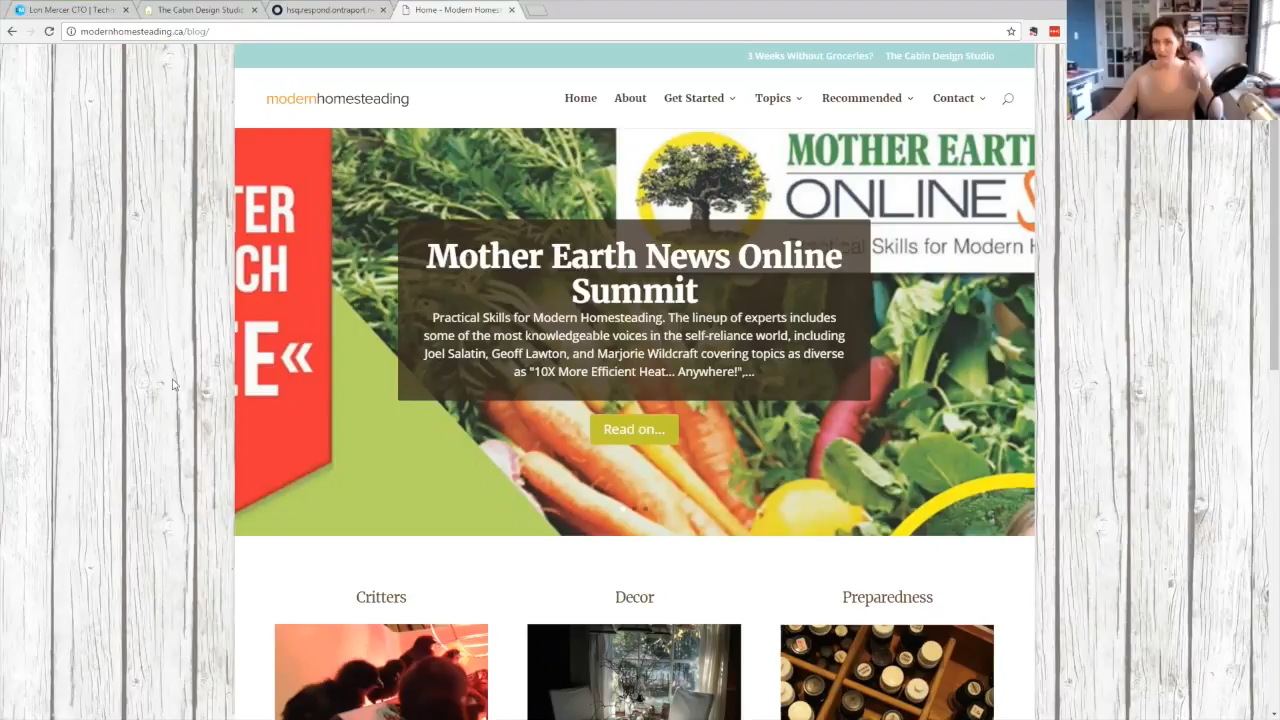 Lon Mercer CTO | Techo
The Cabin Design Studio
hsq.respond.ontraport.n
Home - Modern Homes
modernhomesteading.ca/blog/
3 Weeks Without Groceries? The Cabin Design Studio
modernhomesteading
Home About Get Started Topics Recommended Contact
TER
CH
E«
MOTHER EART
ONLINE S
Skills for Modern H
Mother Earth News Online
Summit
Practical Skills for Modern Homesteading. The lineup of experts includes
some of the most knowledgeable voices in the self-reliance world, including
Joel Salatin, Geoff Lawton, and Marjorie Wildcraft covering topics as diverse
as "10X More Efficient Heat... Anywhere!",...
Read on...
Critters
Decor
Preparedness